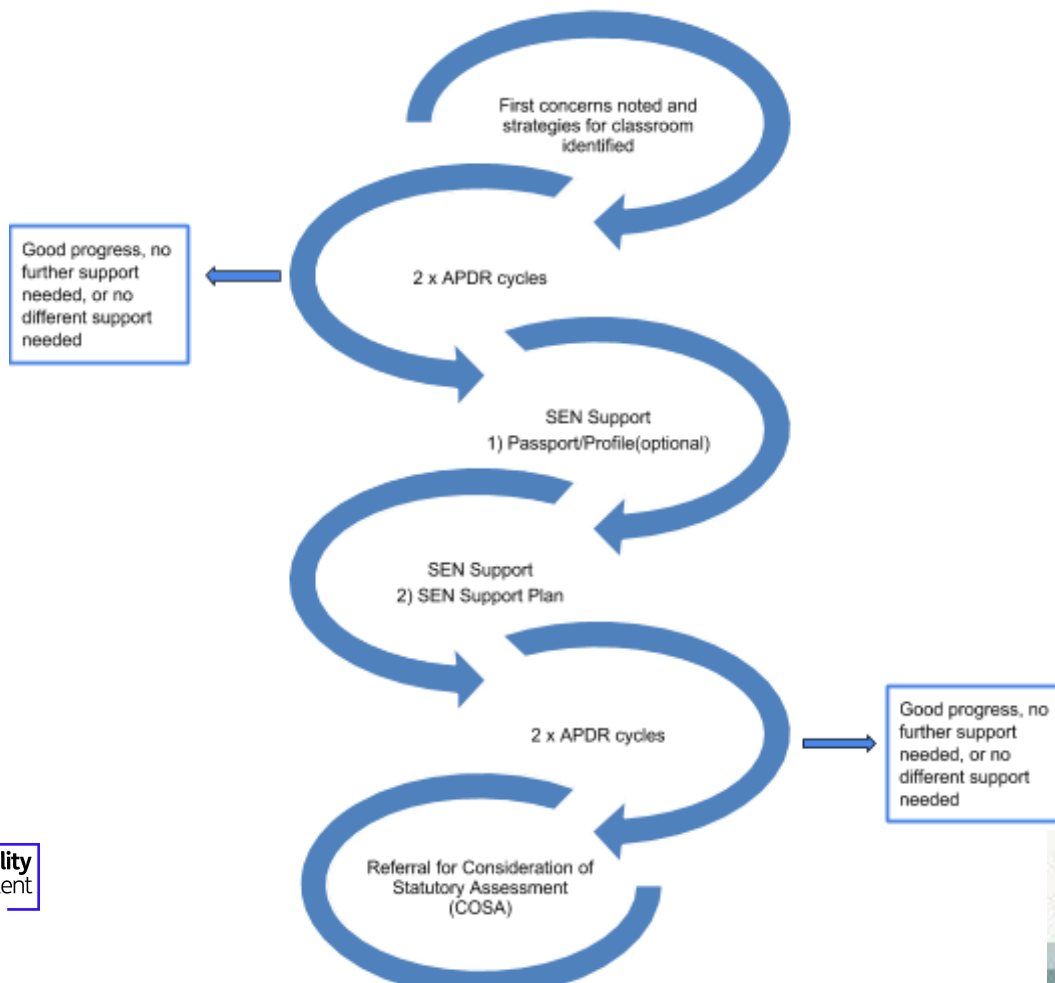 First concerns noted and
strategies for classroom
identified
Good progress, no
further support
needed, or no
different support
needed
2 x APDR cycles
SEN Support
1) Passport/Profile(optional)
SEN Support
2) SEN Support Plan
2 x APDR cycles
Good progress, no
further support
needed, or no
different support
needed
Referral for Consideration of
Statutory Assessment
(COSA)
lity
ent